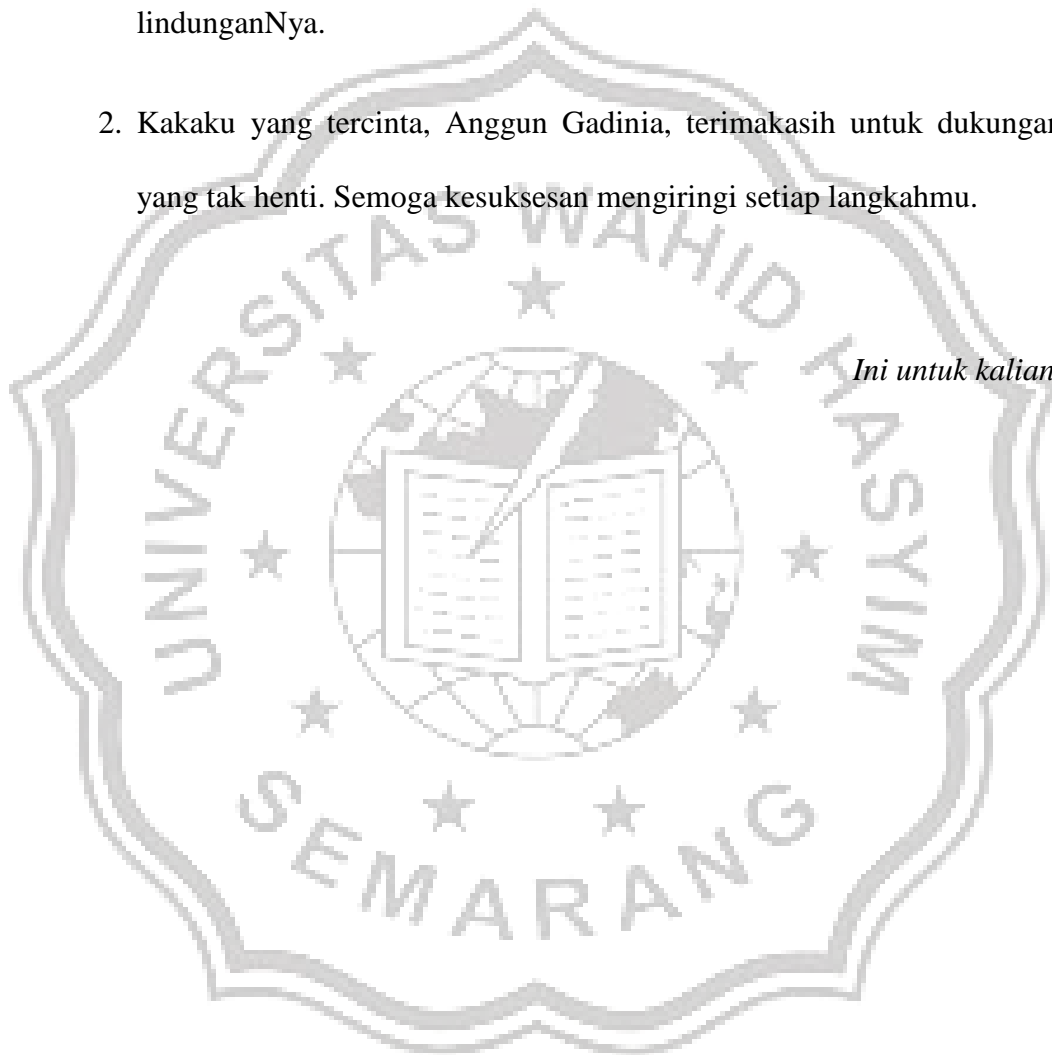 lindunganNya.
2. Kakaku yang tercinta, Anggun Gadinia, terimakasih untuk dukungan
yang tak henti. Semoga kesuksesan mengiringi setiap langkahmu.
Ini untuk kalian
UNIVERSITAS WAHID HASYIM
SEMARANG